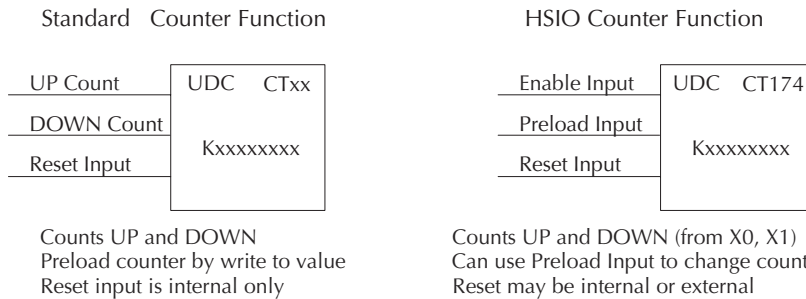 Standard Counter Function
UP Count
DOWN Count
Reset Input
UDC CTxx
Kxxxxxxxx
Counts UP and DOWN
Preload counter by write to value
Reset input is internal only
HSIO Counter Function
Enable Input
Preload Input
Reset Input
UDC CT174
Kxxxxxxxx
Counts UP and DOWN (from X0, X1)
Can use Preload Input to change count
Reset may be internal or external